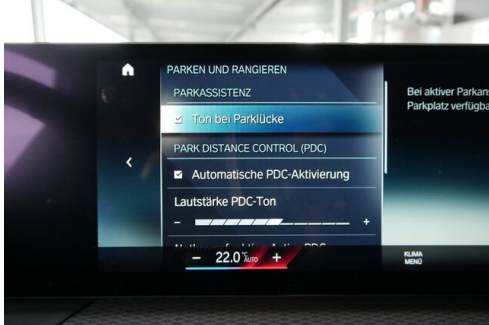 PARKEN UND RANGIEREN
PARKASSISTENZ
Ton bei Parklücke
PARK DISTANCE CONTROL (PDC)
Automatische PDC-Aktivierung
Lautstärke PDC-Ton
- +
- 22.0 °C AUTO +
Bei aktiver Parkans
Parkplatz verfügba
KLIMA
MENÜ